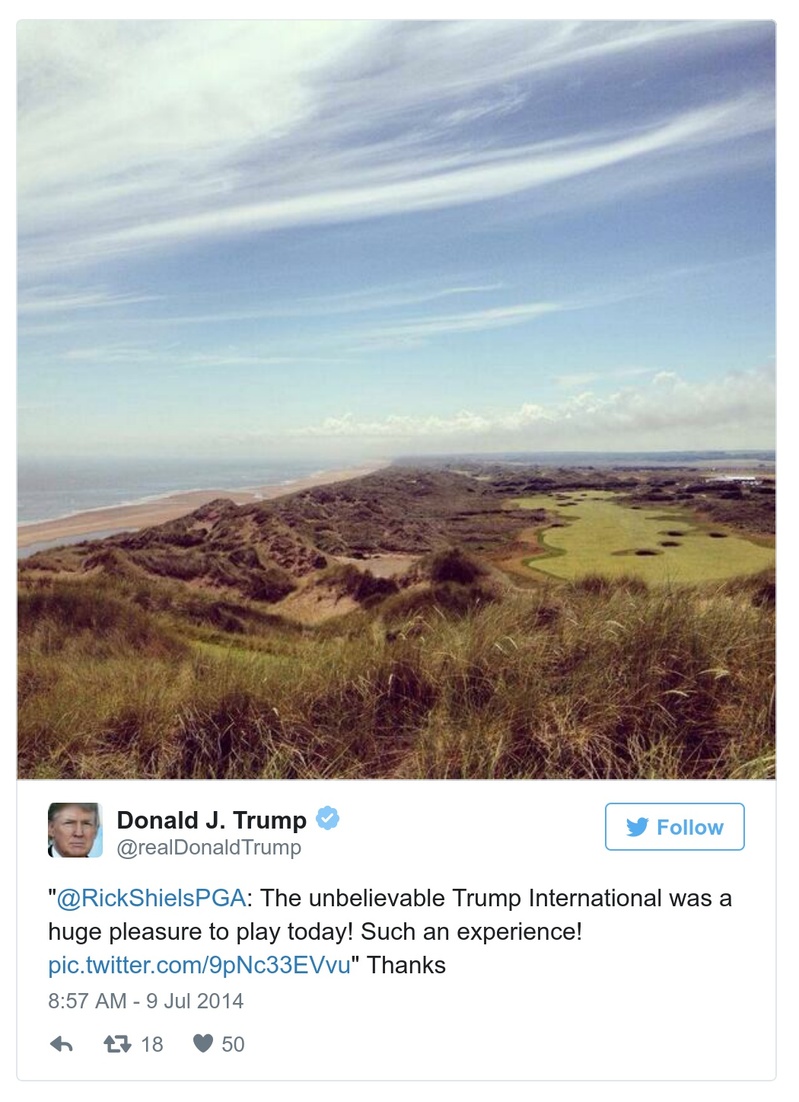 Donald J. Trump
@realDonaldTrump
Follow
"@RickShielsPGA: The unbelievable Trump International was a
huge pleasure to play today! Such an experience!
pic.twitter.com/9pNc33EVvu" Thanks
8:57 AM - 9 Jul 2014
18 50